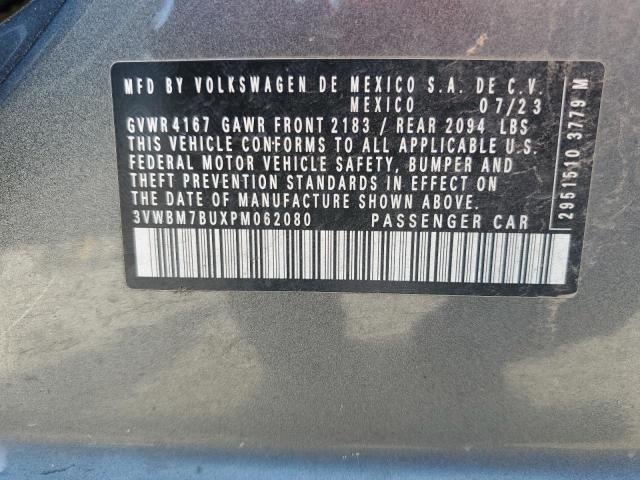 MFD BY VOLKSWAGEN DE MEXICO S.A. DE C.V.
MEXICO 07/23
GVWR 4167 GAWR FRONT 2183 / REAR 2094 LBS
THIS VEHICLE CONFORMS TO ALL APPLICABLE U.S.
FEDERAL MOTOR VEHICLE SAFETY, BUMPER AND
THEFT PREVENTION STANDARDS IN EFFECT ON
THE DATE OF MANUFACTURE SHOWN ABOVE.
3VWBM7BUXPM062080 PASSENGER CAR
2951510 3779 M